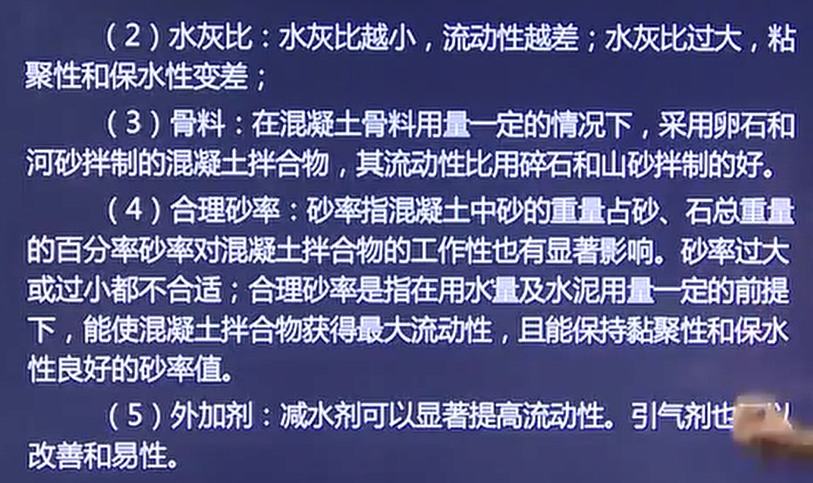 （2）水灰比：水灰比越小，流动性越差；水灰比过大，粘
聚性和保水性变差；
（3）骨料：在混凝土骨料用量一定的情况下，采用卵石和
河砂拌制的混凝土拌合物，其流动性比用碎石和山砂拌制的好。
（4）合理砂率：砂率指混凝土中砂的重量占砂、石总重量
的百分率砂率对混凝土拌合物的工作性也有显著影响。砂率过大
或过小都不合适；合理砂率是指在用水量及水泥用量一定的前提
下，能使混凝土拌合物获得最大流动性，且能保持黏聚性和保水
性良好的砂率值。
（5）外加剂：减水剂可以显著提高流动性。引气剂也
改善和易性。